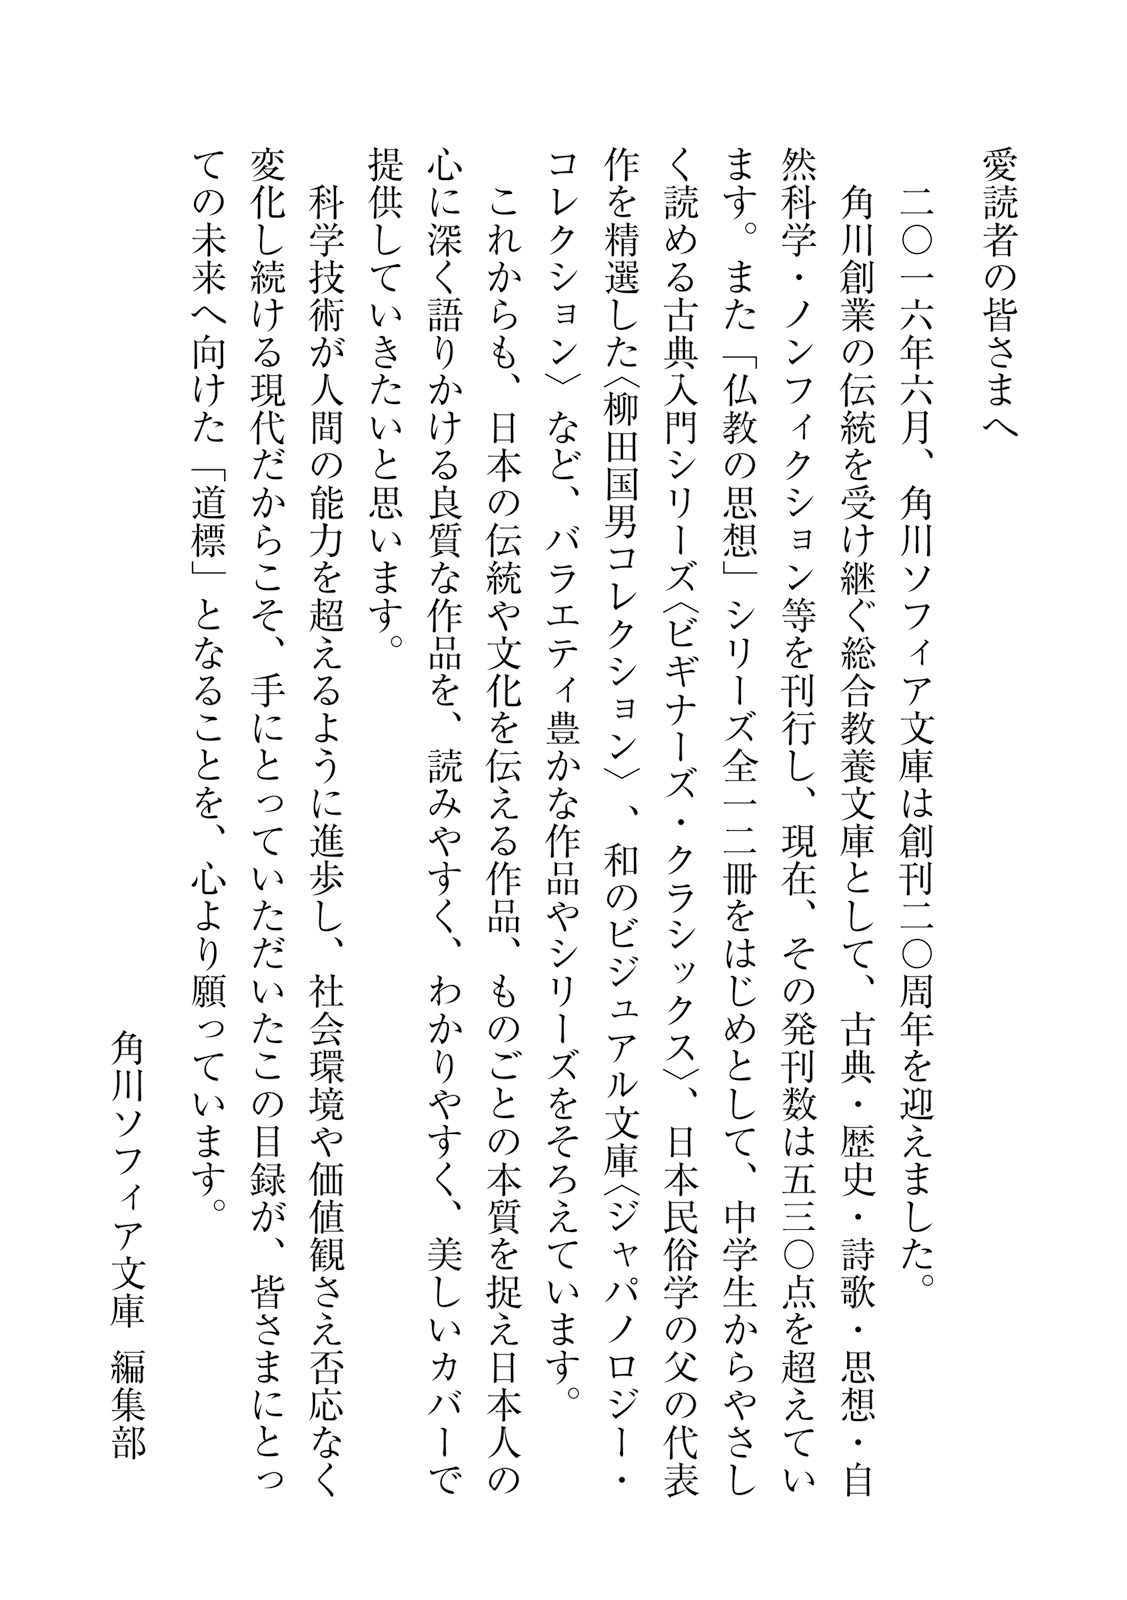 愛読者の皆さまへ
二〇一六年六月、角川ソフィア文庫は創刊二〇周年を迎えました。
角川創業の伝統を受け継ぐ総合教養文庫として、古典・歴史・詩歌・思想・自
然科学・ノンフィクション等を刊行し、現在、その発刊数は五三〇点を超えてい
ます。また「仏教の思想」シリーズ全一二冊をはじめとして、中学生からやさし
く読める古典入門シリーズ〈ビギナーズ・クラシックス〉、日本民俗学の父の代表
作を精選した〈柳田国男コレクション〉、和のビジュアル文庫〈ジャパノロジー・
コレクション〉など、バラエティ豊かな作品やシリーズをそろえています。
これからも、日本の伝統や文化を伝える作品、ものごとの本質を捉え日本人の
心に深く語りかける良質な作品を、読みやすく、わかりやすく、美しいカバーで
提供していきたいと思います。
科学技術が人間の能力を超えるように進歩し、社会環境や価値観さえ否応なく
変化し続ける現代だからこそ、手にとっていただいたこの目録が、皆さまにとっ
ての未来へ向けた「道標」となることを、心より願っています。
角川ソフィア文庫 編集部